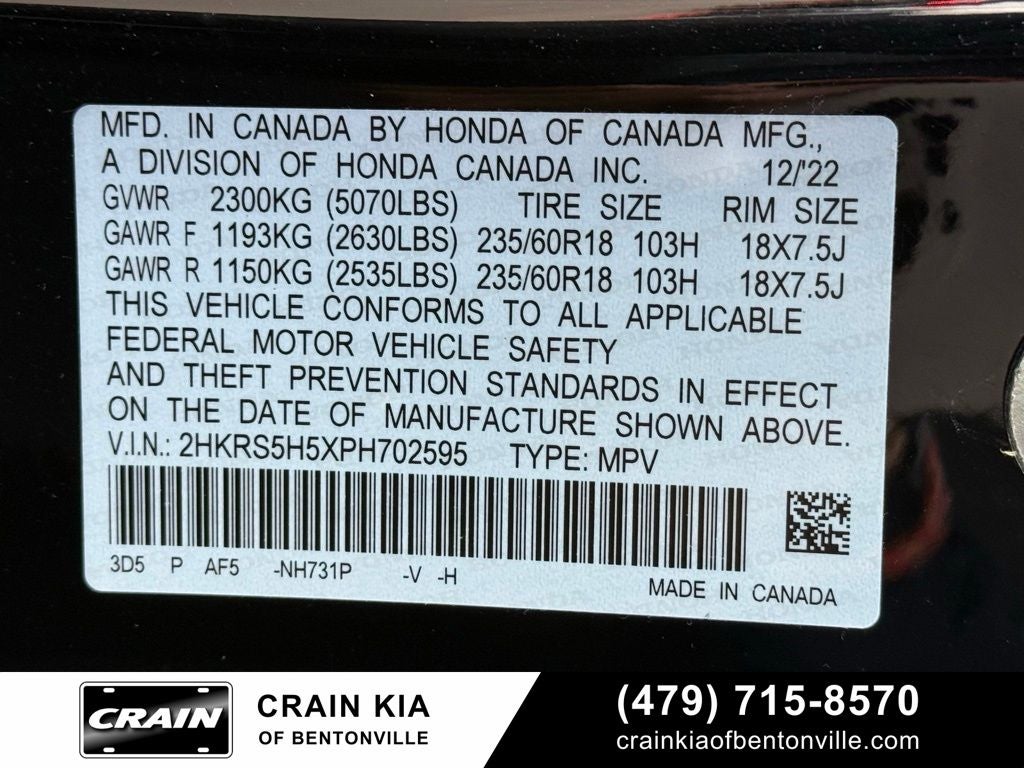 MFD. IN CANADA BY HONDA OF CANADA MFG.,
A DIVISION OF HONDA CANADA INC. 12/'22
GVWR 2300KG (5070LBS) TIRE SIZE RIM SIZE
GAWR F 1193KG (2630LBS) 235/60R18 103H 18X7.5J
GAWR R 1150KG (2535LBS) 235/60R18 103H 18X7.5J
THIS VEHICLE CONFORMS TO ALL APPLICABLE
FEDERAL MOTOR VEHICLE SAFETY
AND THEFT PREVENTION STANDARDS IN EFFECT
ON THE DATE OF MANUFACTURE SHOWN ABOVE.
V.I.N.: 2HKRS5H5XPH702595 TYPE: MPV
3D5 P AF5 -NH731P -V -H
MADE IN CANADA
CRAIN
CRAIN KIA
OF BENTONVILLE
(479) 715-8570
crainkiaofbentonville.com